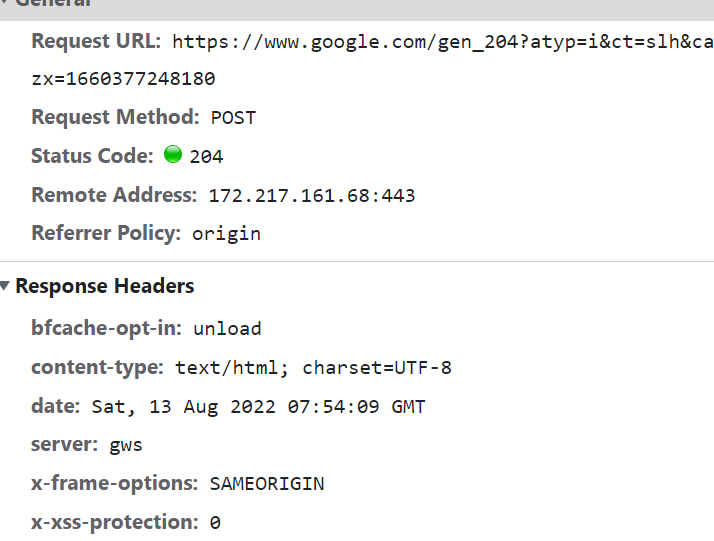 General
Request URL: https://www.google.com/gen_204?atyp=i&ct=slh&ca
zx=1660377248180
Request Method: POST
Status Code: 204
Remote Address: 172.217.161.68:443
Referrer Policy: origin
Response Headers
bfcache-opt-in: unload
content-type: text/html; charset=UTF-8
date: Sat, 13 Aug 2022 07:54:09 GMT
server: gws
x-frame-options: SAMEORIGIN
x-xss-protection: 0